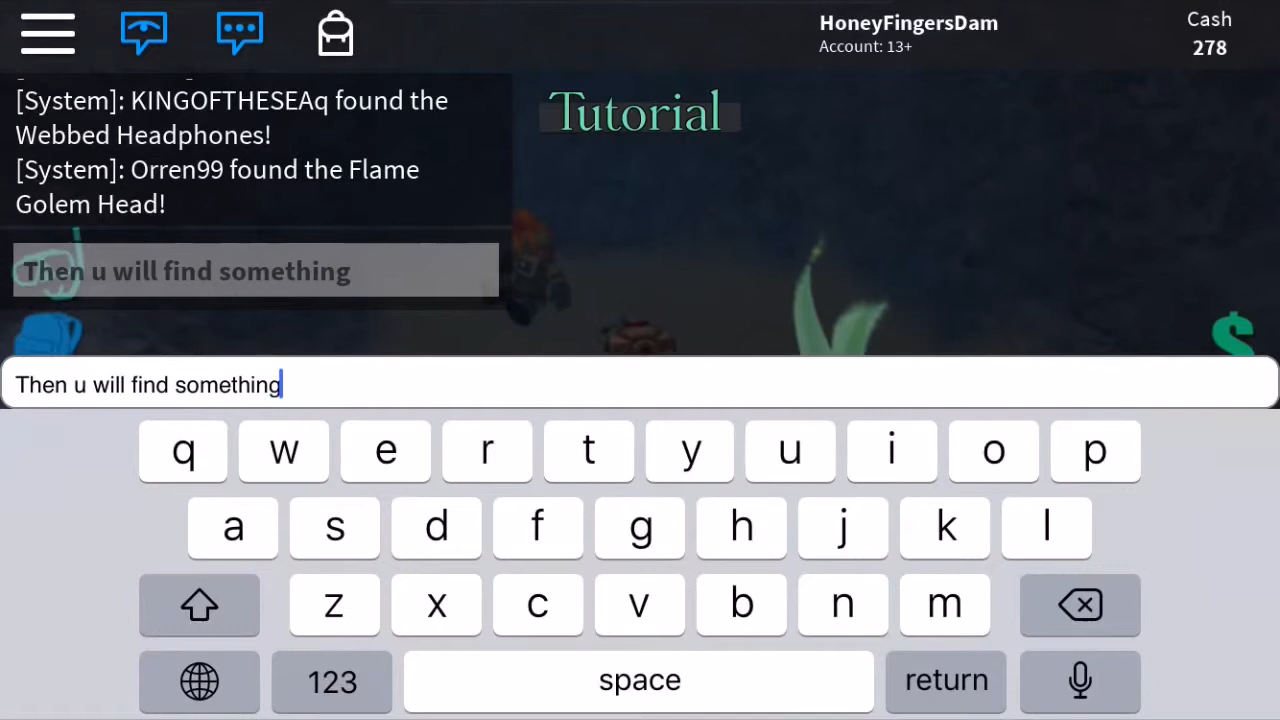 HoneyFingersDam
Account: 13+
Cash
278
[System]: KINGOFTHESEAq found the
Webbed Headphones!
[System]: Orren99 found the Flame
Golem Head!
Tutorial
Then u will find something
$
Then u will find something
q w e r t y u i o p
a s d f g h j k l
z x c v b n m
123 space return